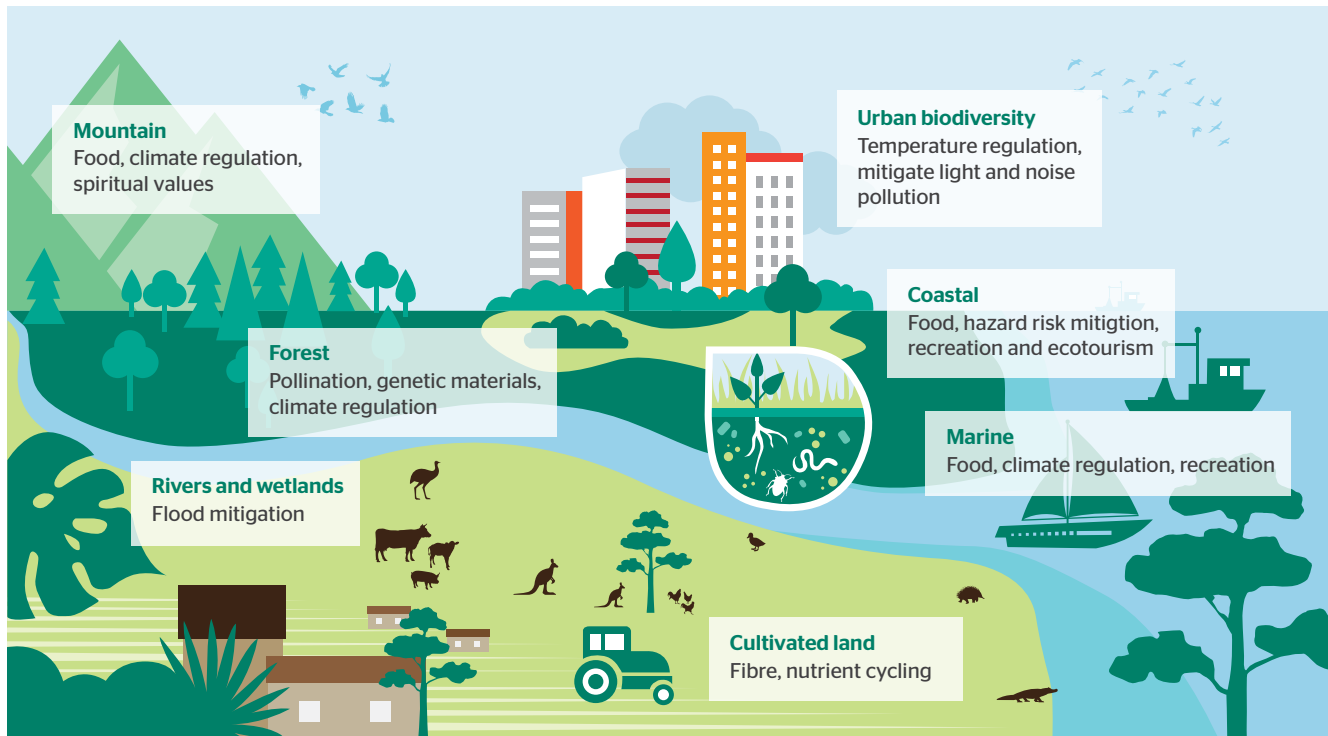 Mountain
Food, climate regulation,
spiritual values
Urban biodiversity
Temperature regulation,
mitigate light and noise
pollution
Coastal
Food, hazard risk mitigtion,
recreation and ecotourism
Forest
Pollination, genetic materials,
climate regulation
Marine
Food, climate regulation, recreation
Rivers and wetlands
Flood mitigation
Cultivated land
Fibre, nutrient cycling